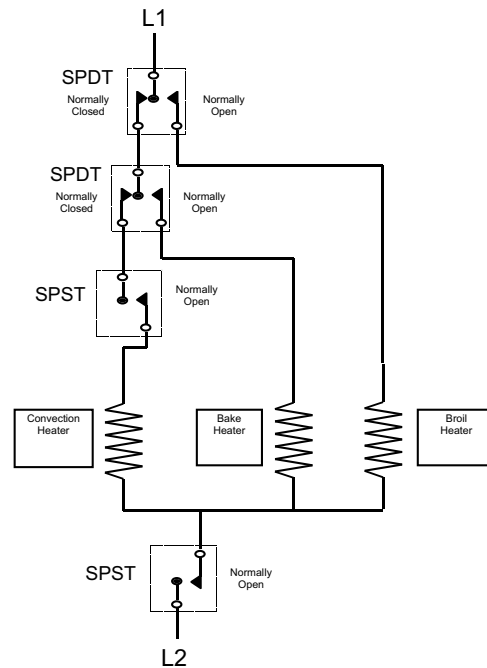 L1
SPDT
Normally
Closed
Normally
Open
SPDT
Normally
Closed
Normally
Open
SPST
Normally
Open
Convection
Heater
Bake
Heater
Broil
Heater
SPST
Normally
Open
L2